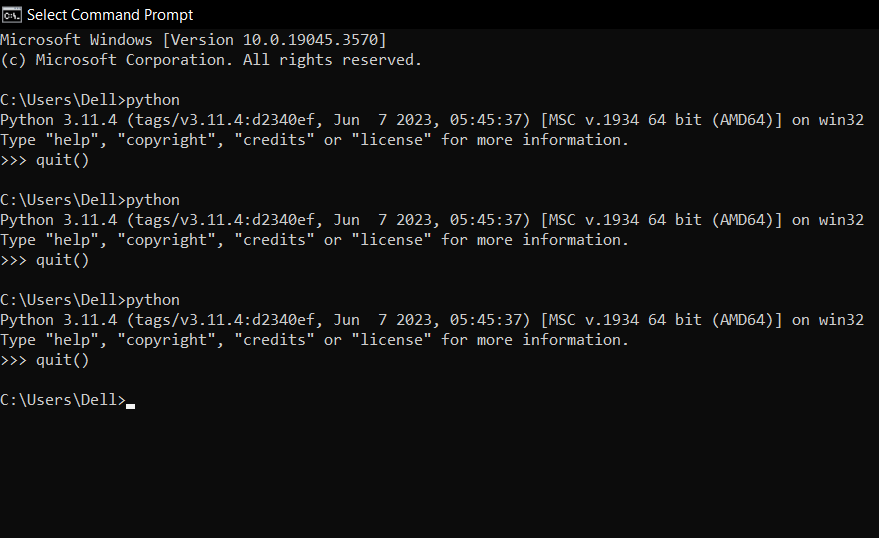 Select Command Prompt
Microsoft Windows [Version 10.0.19045.3570]
(c) Microsoft Corporation. All rights reserved.
C:\Users\Dell>python
Python 3.11.4 (tags/v3.11.4:d2340ef, Jun  7 2023, 05:45:37) [MSC v.1934 64 bit (AMD64)] on win32
Type "help", "copyright", "credits" or "license" for more information.
>>> quit()
C:\Users\Dell>python
Python 3.11.4 (tags/v3.11.4:d2340ef, Jun  7 2023, 05:45:37) [MSC v.1934 64 bit (AMD64)] on win32
Type "help", "copyright", "credits" or "license" for more information.
>>> quit()
C:\Users\Dell>python
Python 3.11.4 (tags/v3.11.4:d2340ef, Jun  7 2023, 05:45:37) [MSC v.1934 64 bit (AMD64)] on win32
Type "help", "copyright", "credits" or "license" for more information.
>>> quit()
C:\Users\Dell>